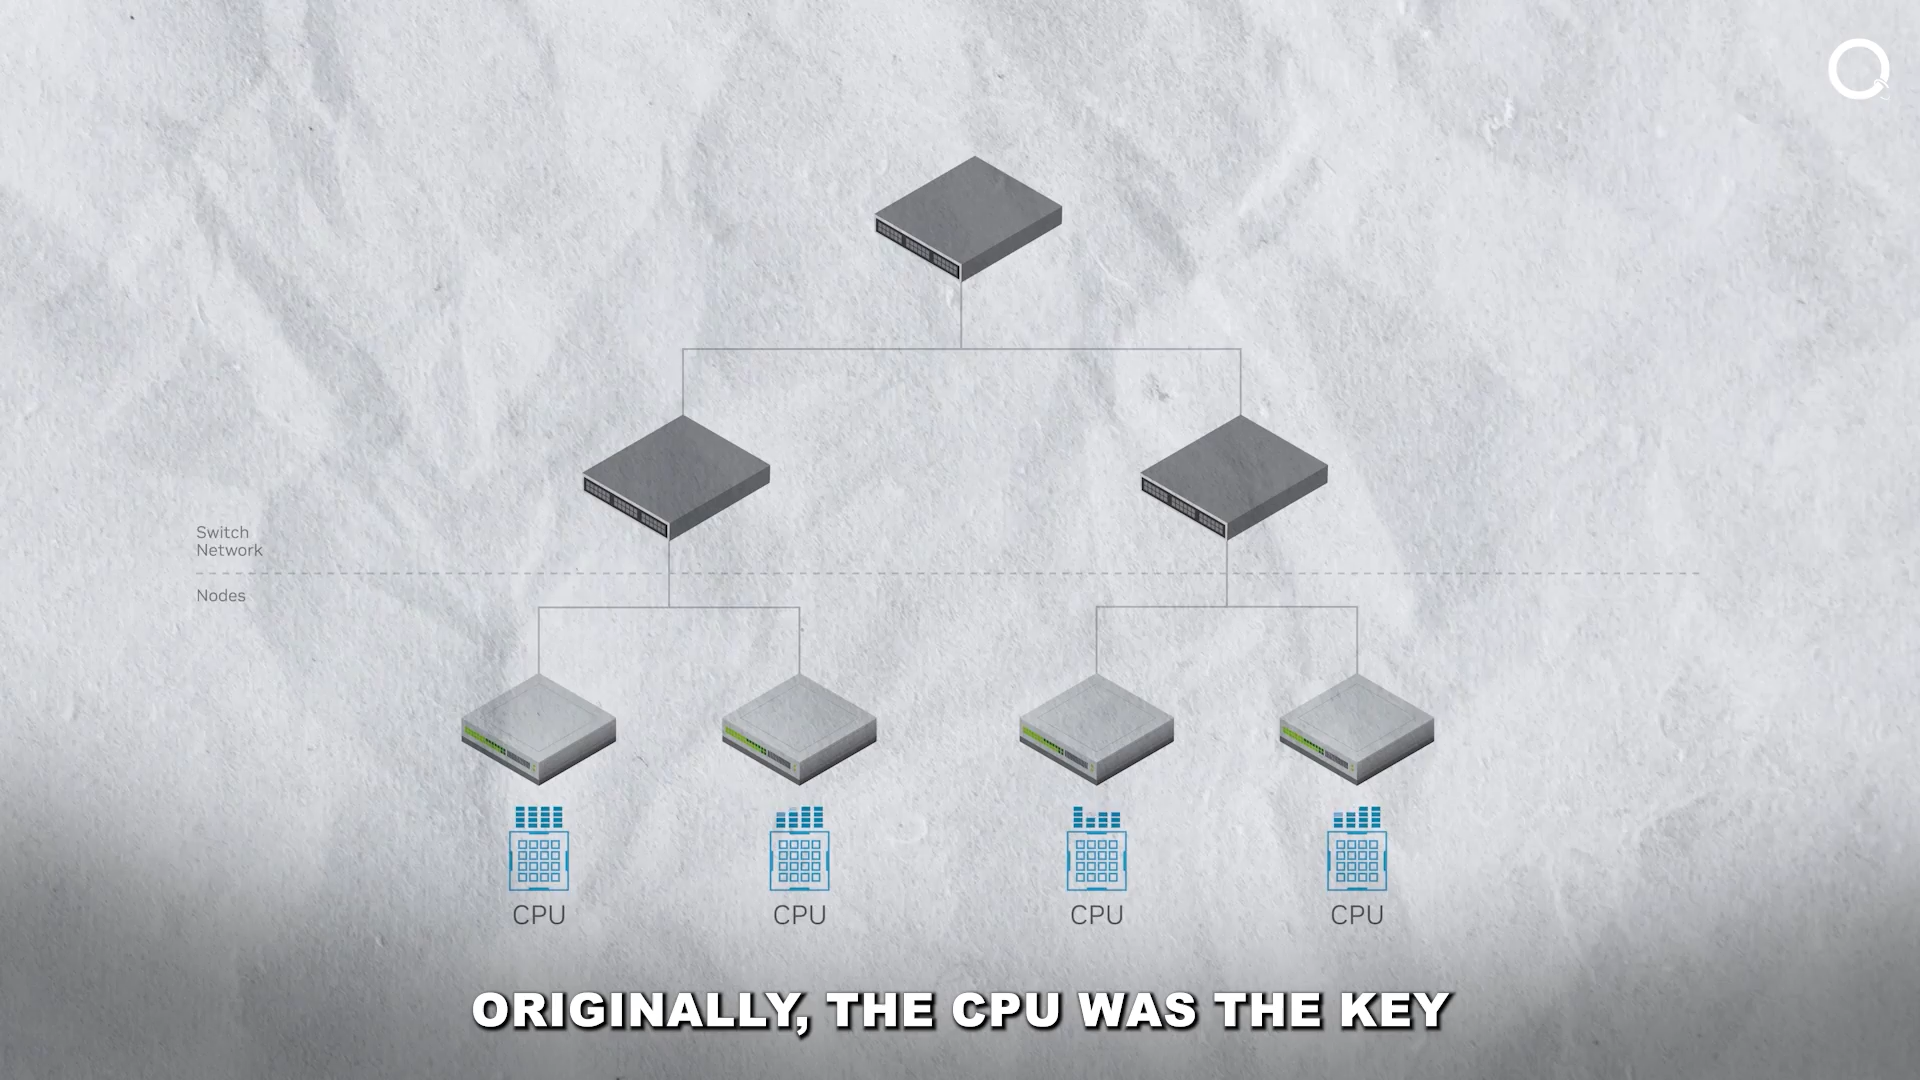 Switch
Network
Nodes
CPU
CPU
CPU
CPU
ORIGINALLY, THE CPU WAS THE KEY